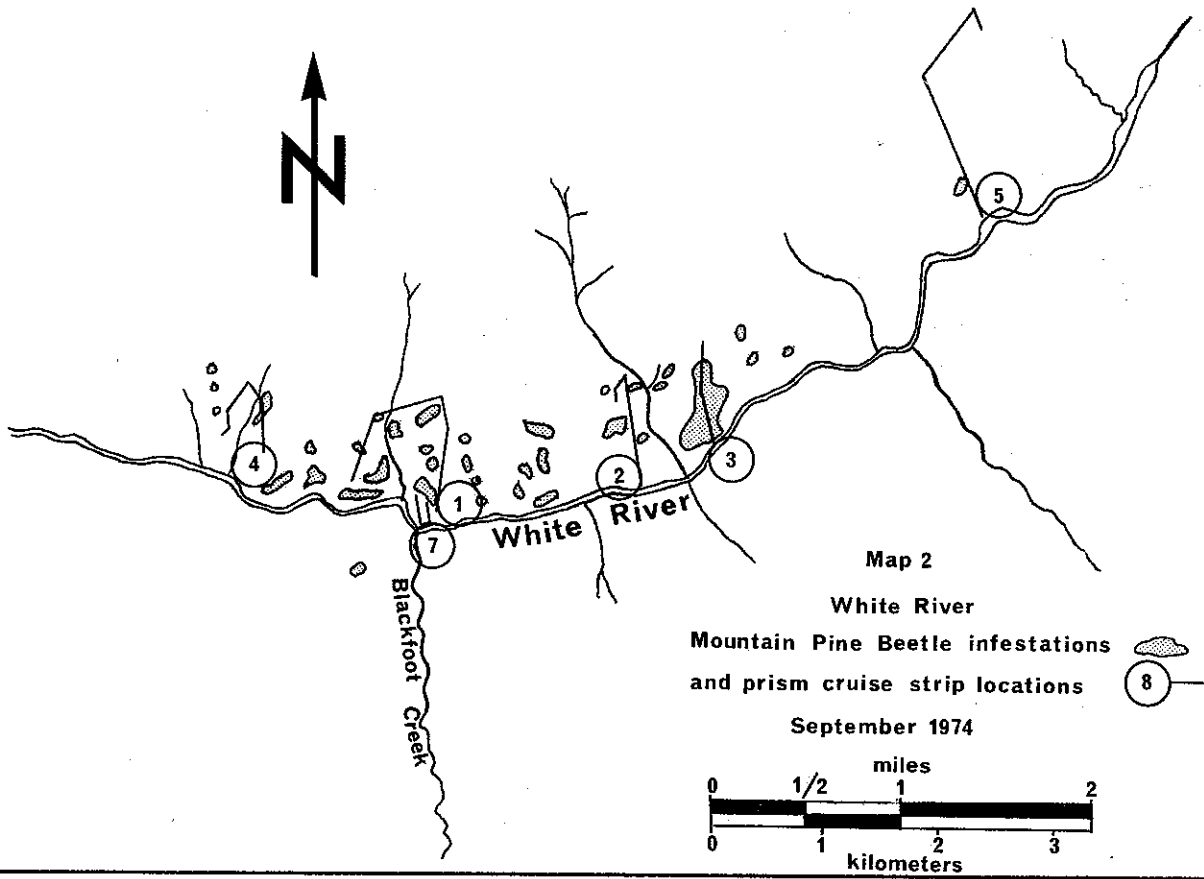 N
5
4
1
2
3
7
White River
Blackfoot Creek
Map 2
White River
Mountain Pine Beetle infestations
and prism cruise strip locations 8
September 1974
miles
0 1/2 1 2
0 1 2 3
kilometers